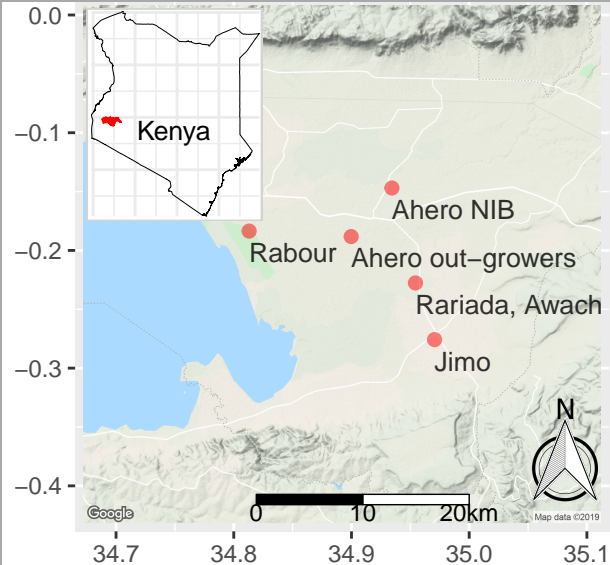 0.0
−0.1
−0.2
−0.3
−0.4
Kenya
Ahero NIB
Rabour
Ahero out−growers
Rariada, Awach
Jimo
N
0 10 20km
Google
Map data ©2019
34.7 34.8 34.9 35.0 35.1